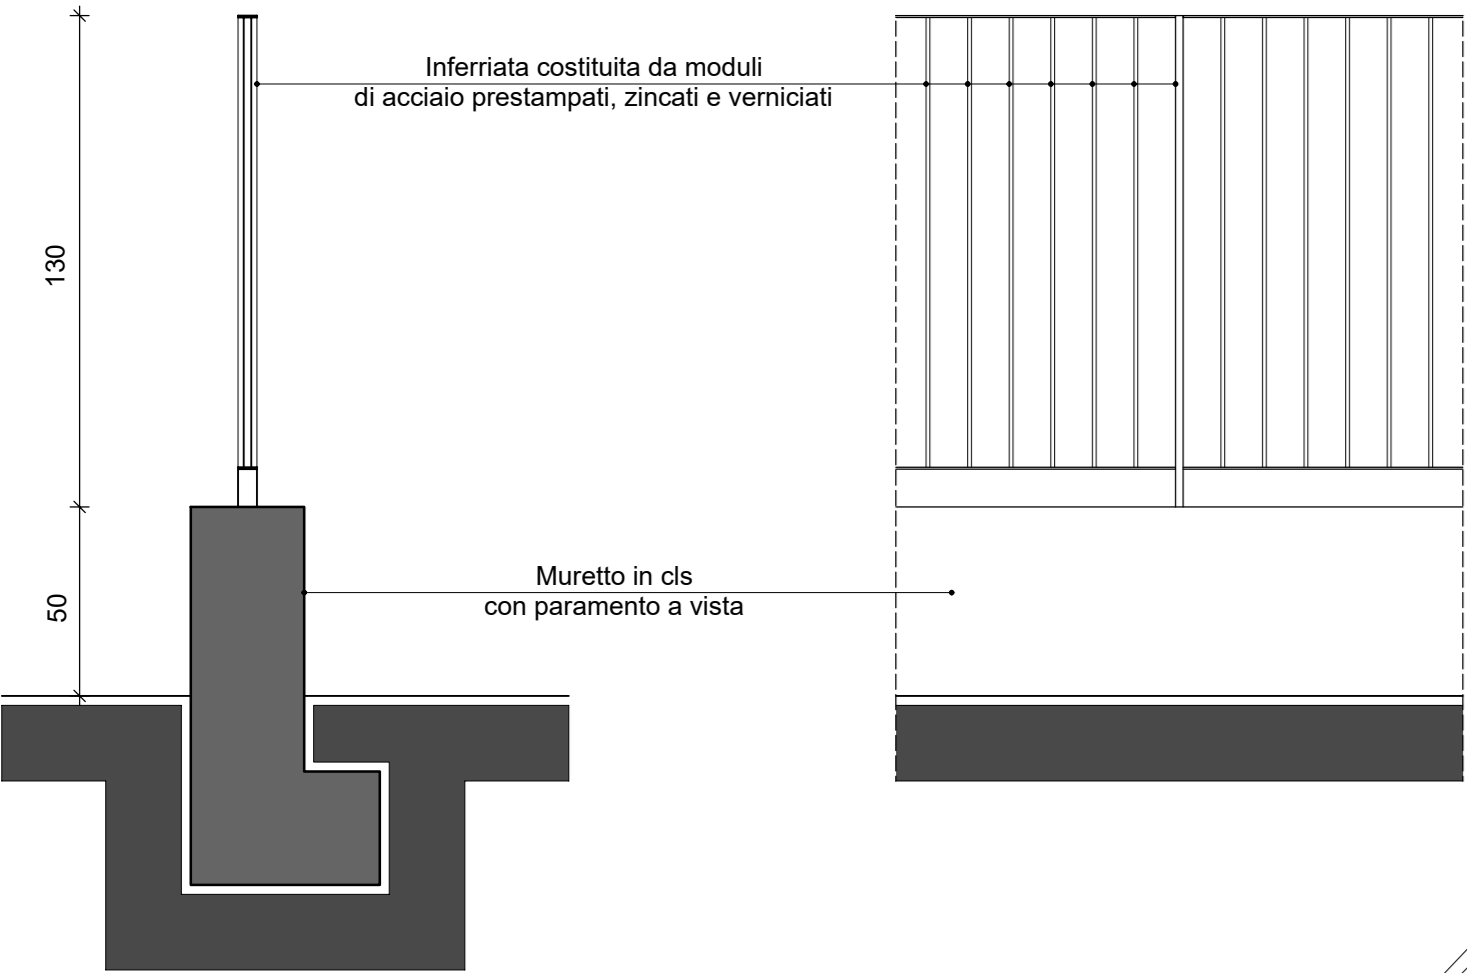 Inferriata costituita da moduli
di acciaio prestampati, zincati e verniciati
130
Muretto in cls
con paramento a vista
50